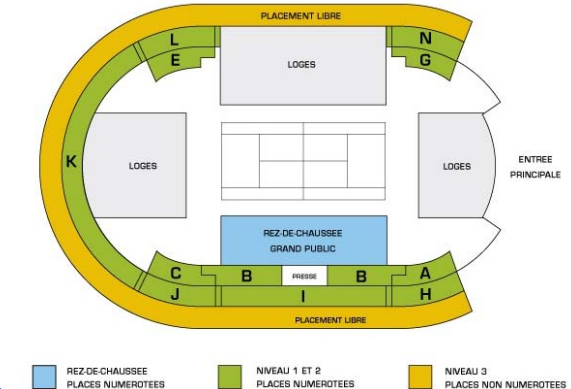 PLACEMENT LIBRE
L
N
E
G
LOGES
K
LOGES
LOGES
ENTREE
PRINCIPALE
REZ-DE-CHAUSSEE
GRAND PUBLIC
C
B
PRESSE
B
A
J
I
H
PLACEMENT LIBRE
REZ-DE-CHAUSSEE
PLACES NUMEROTEES
NIVEAU 1 ET 2
PLACES NUMEROTEES
NIVEAU 3
PLACES NON NUMEROTEES